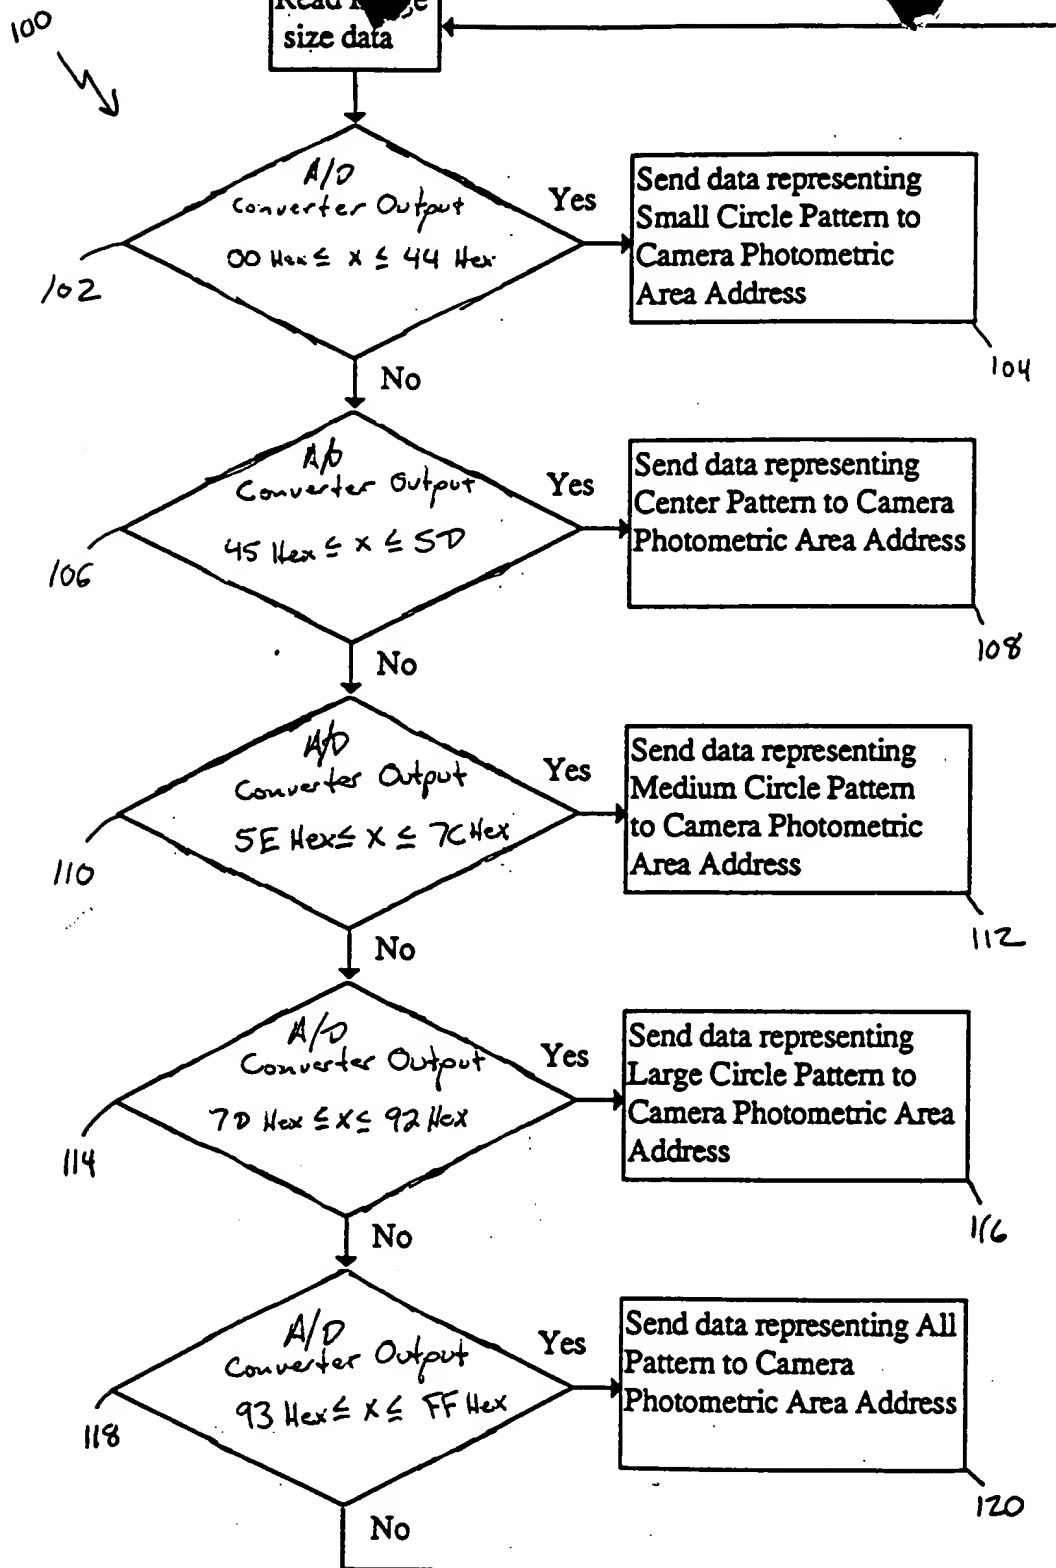 100
Read
size data
A/D
Converter Output
00 Hex ≤ x ≤ 44 Hex
102
Yes
Send data representing
Small Circle Pattern to
Camera Photometric
Area Address
104
No
A/D
Converter Output
45 Hex ≤ x ≤ 5D
106
Yes
Send data representing
Center Pattern to Camera
Photometric Area Address
108
No
A/D
Converter Output
5E Hex ≤ x ≤ 7C Hex
110
Yes
Send data representing
Medium Circle Pattern
to Camera Photometric
Area Address
112
No
A/D
Converter Output
7D Hex ≤ x ≤ 92 Hex
114
Yes
Send data representing
Large Circle Pattern to
Camera Photometric Area
Address
116
No
A/D
Converter Output
93 Hex ≤ x ≤ FF Hex
118
Yes
Send data representing All
Pattern to Camera
Photometric Area Address
120
No